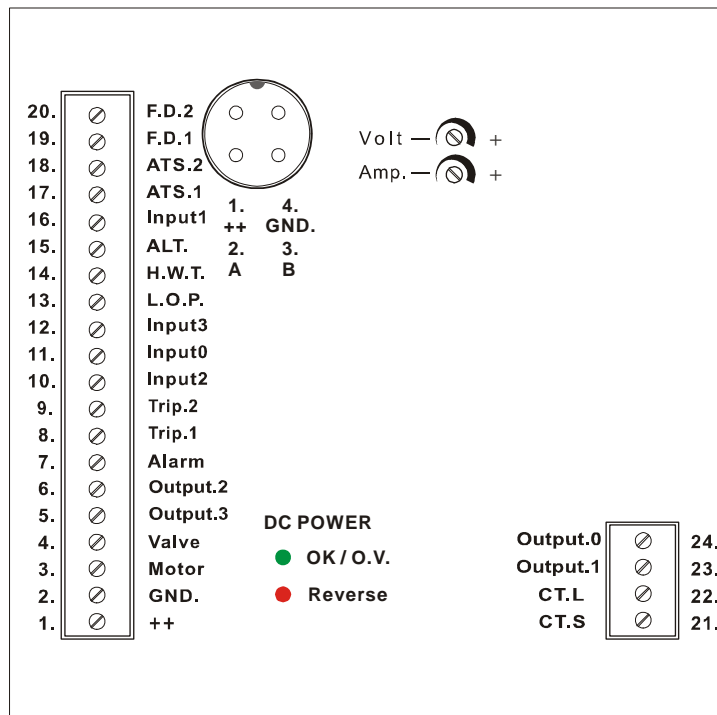 20. F.D.2
19. F.D.1
18. ATS.2
17. ATS.1
16. Input1
15. ALT.
14. H.W.T.
13. L.O.P.
12. Input3
11. Input0
10. Input2
9. Trip.2
8. Trip.1
7. Alarm
6. Output.2
5. Output.3
4. Valve
3. Motor
2. GND.
1. ++
1. 4.
++ GND.
2. 3.
A B
Volt — +
Amp. — +
DC POWER
OK / O.V.
Reverse
Output.0 24.
Output.1 23.
CT.L 22.
CT.S 21.